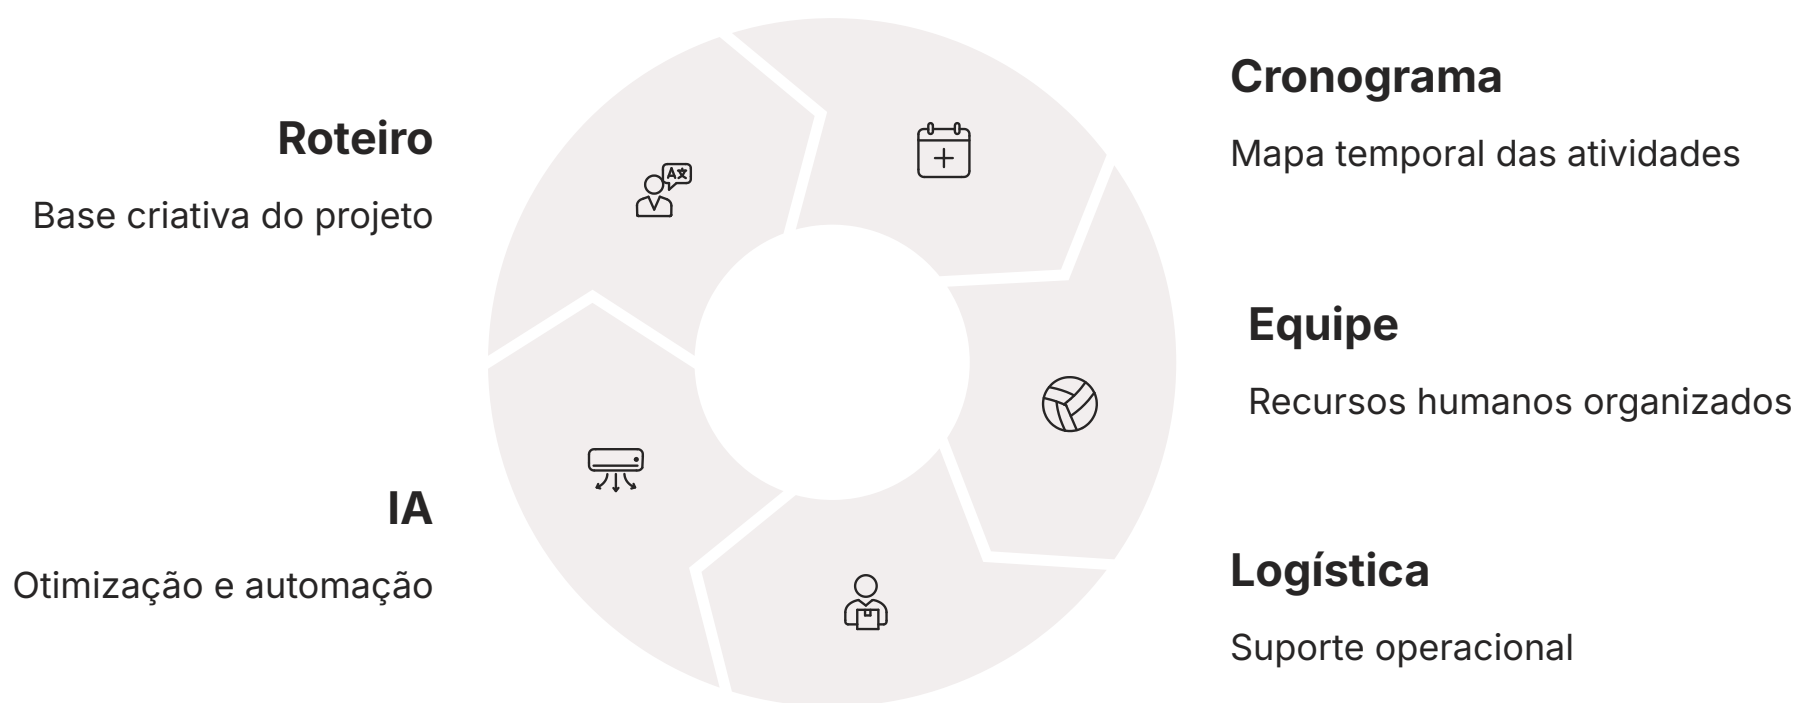 Roteiro
Base criativa do projeto
Cronograma
Mapa temporal das atividades
Equipe
Recursos humanos organizados
Logística
Suporte operacional
IA
Otimização e automação